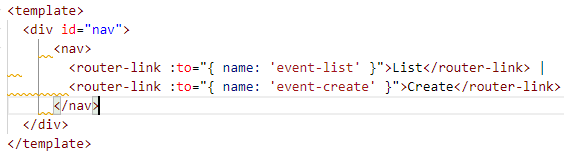 <template>
  <div id="nav">
    <nav>
      <router-link :to="{ name: 'event-list' }">List</router-link> |
      <router-link :to="{ name: 'event-create' }">Create</router-link>
    </nav>
  </div>
</template>